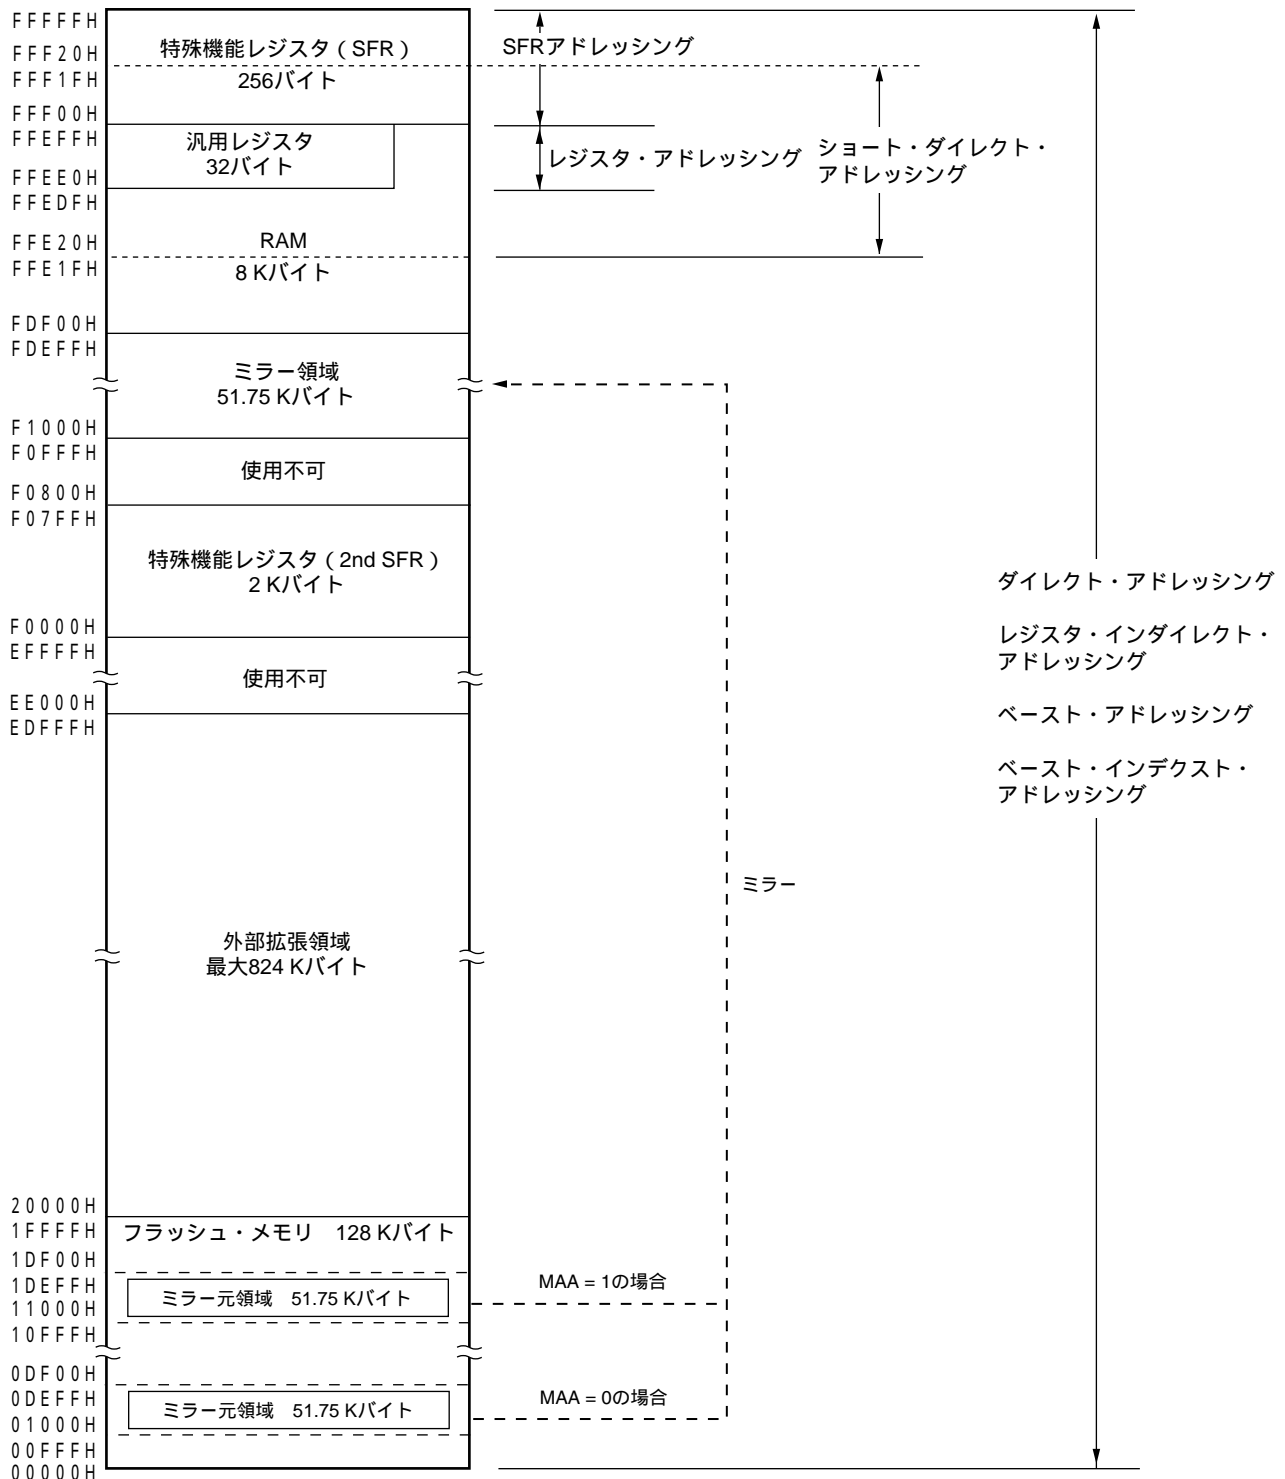 FFFFFH
FFF20H
FFF1FH
FFF00H
FFEFFH
FFEE0H
FFEDFH
FFE20H
FFE1FH
FDF00H
FDEFFH
F1000H
F0FFFH
F0800H
F07FFH
F0000H
EFFFFH
EE000H
EDFFFH
20000H
1FFFFH
1DF00H
1DEFFH
11000H
10FFFH
0DF00H
0DEFFH
01000H
00FFFH
00000H
特殊機能レジスタ(SFR)
256バイト
汎用レジスタ
32バイト
RAM
8 Kバイト
ミラー領域
51.75 Kバイト
使用不可
特殊機能レジスタ(2nd SFR)
2 Kバイト
使用不可
外部拡張領域
最大824 Kバイト
フラッシュ・メモリ 128 Kバイト
ミラー元領域 51.75 Kバイト
ミラー元領域 51.75 Kバイト
SFRアドレッシング
レジスタ・アドレッシング
ショート・ダイレクト・
アドレッシング
ミラー
MAA = 1の場合
MAA = 0の場合
ダイレクト・アドレッシング
レジスタ・インダイレクト・
アドレッシング
ベースト・アドレッシング
ベースト・インデクスト・
アドレッシング